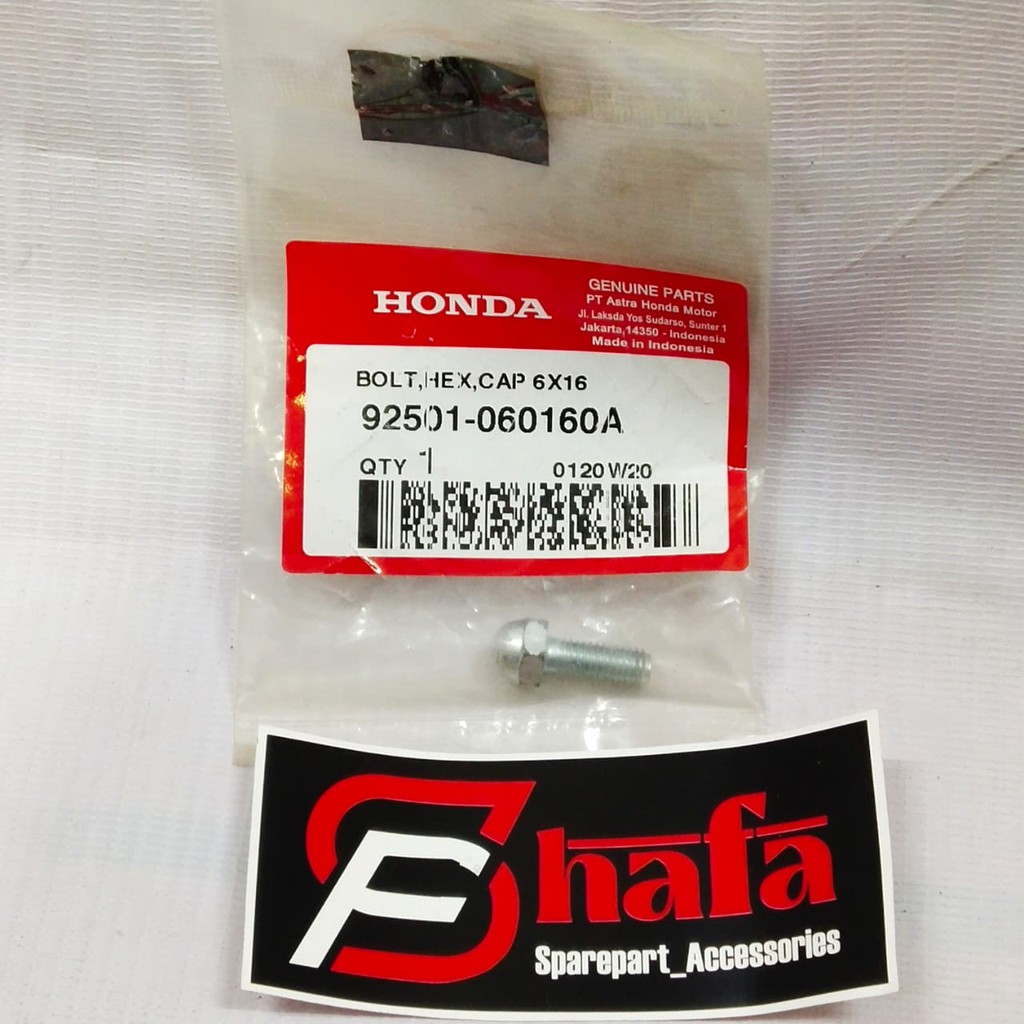 HONDA
GENUINE PARTS
PT Astra Honda Motor
Jl. Laksda Yos Sudarso, Sunter 1
Jakarta,14350 - Indonesia
Made in Indonesia
BOLT,HEX,CAP 6X16
92501-060160A
QTY 1 0120 W20
Shafa
Sparepart_Accessories